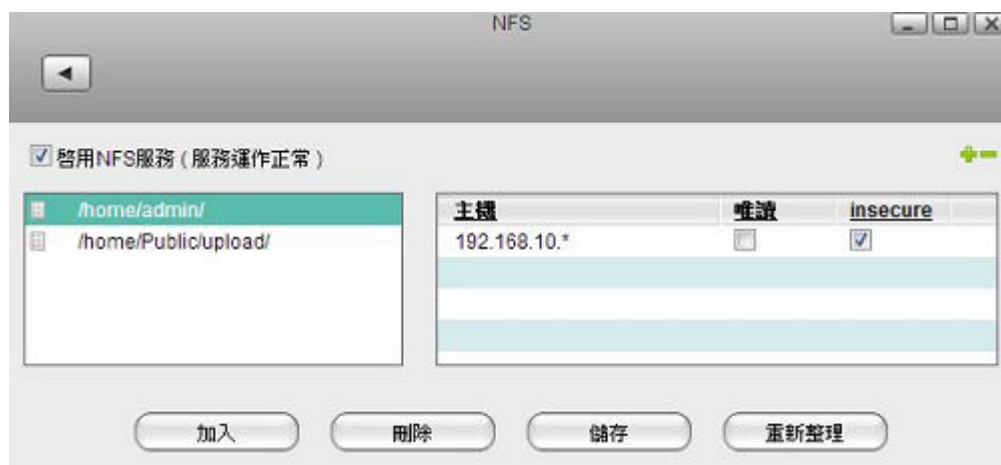 NFS
啓用NFS服務 ( 服務運作正常 )
/home/admin/
/home/Public/upload/
主機 唯讀 insecure
192.168.10.*
加入 刪除 儲存 重新整理